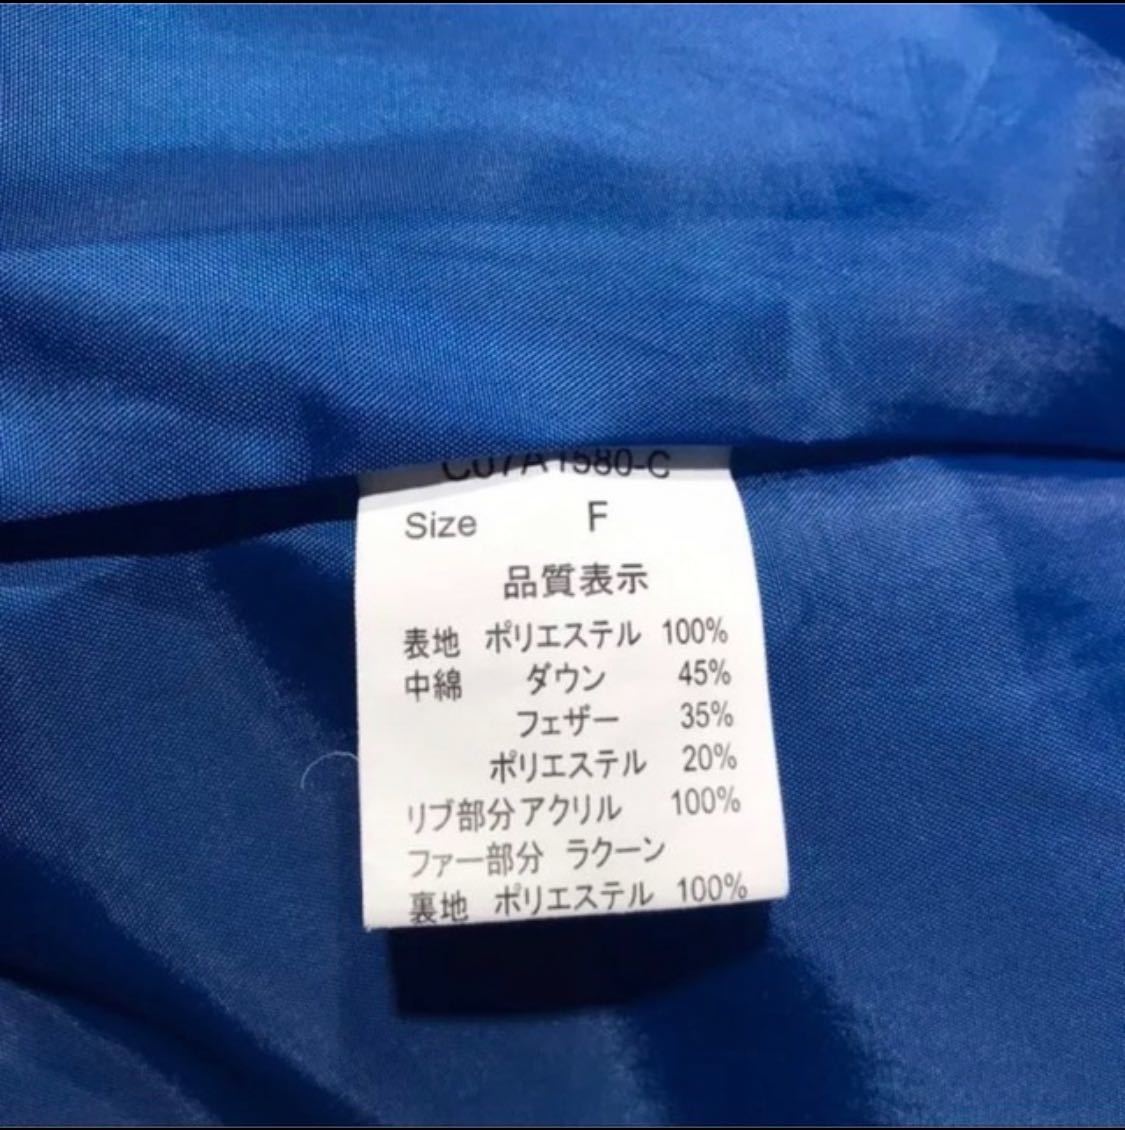 C07A1580-C
Size F
品質表示
表地 ポリエステル 100%
中綿 ダウン 45%
フェザー 35%
ポリエステル 20%
リブ部分アクリル 100%
ファー部分 ラクーン
裏地 ポリエステル 100%